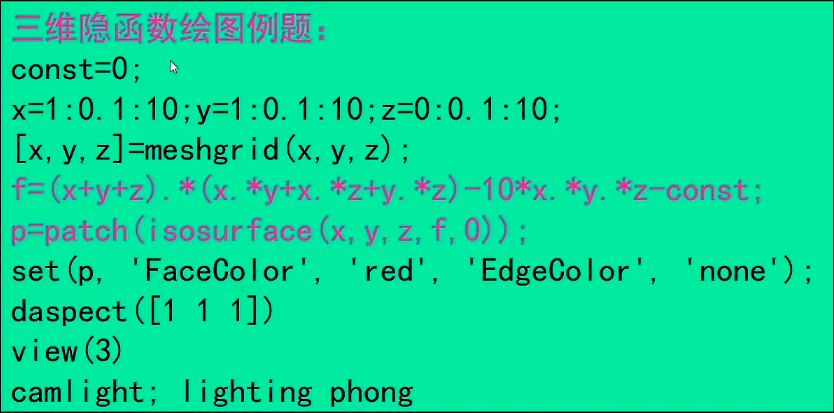 三维隐函数绘图例题：
const=0;
x=1:0.1:10;y=1:0.1:10;z=0:0.1:10;
[x,y,z]=meshgrid(x,y,z);
f=(x+y+z).*(x.*y+x.*z+y.*z)-10*x.*y.*z-const;
p=patch(isosurface(x,y,z,f,0));
set(p, 'FaceColor', 'red', 'EdgeColor', 'none');
daspect([1 1 1])
view(3)
camlight; lighting phong